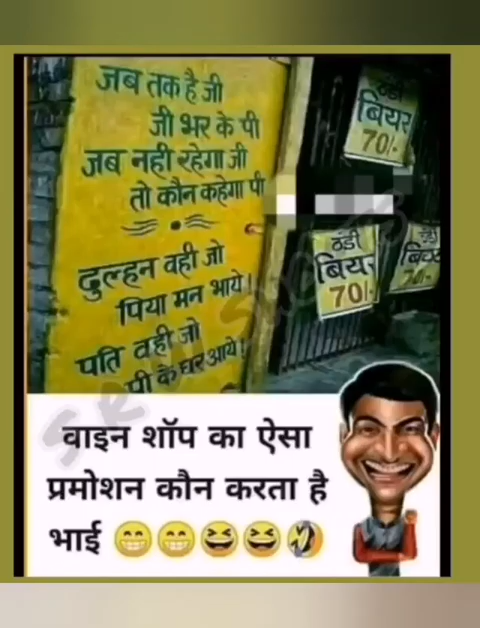 जब तक है जी
जी भर के पी
जब नही रहेगा जी
तो कौन कहेगा पी
दुल्हन वही जो
पिया मन भाये।
पति वही जो
पी के घर आये।
ठंडी
बियर
70/-
ठंडी
बियर
70/-
वाइन शॉप का ऐसा
प्रमोशन कौन करता है
भाई 😁😁😆😆🤣